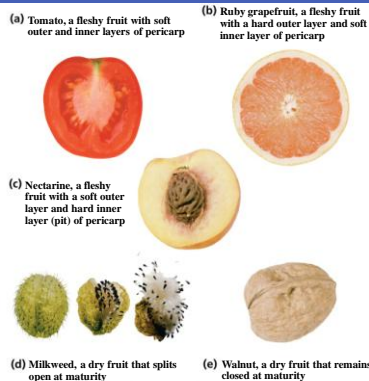 (a) Tomato, a fleshy fruit with soft
outer and inner layers of pericarp
(b) Ruby grapefruit, a fleshy fruit
with a hard outer layer and soft
inner layer of pericarp
(c) Nectarine, a fleshy
fruit with a soft outer
layer and hard inner
layer (pit) of pericarp
(d) Milkweed, a dry fruit that splits
open at maturity
(e) Walnut, a dry fruit that remains
closed at maturity